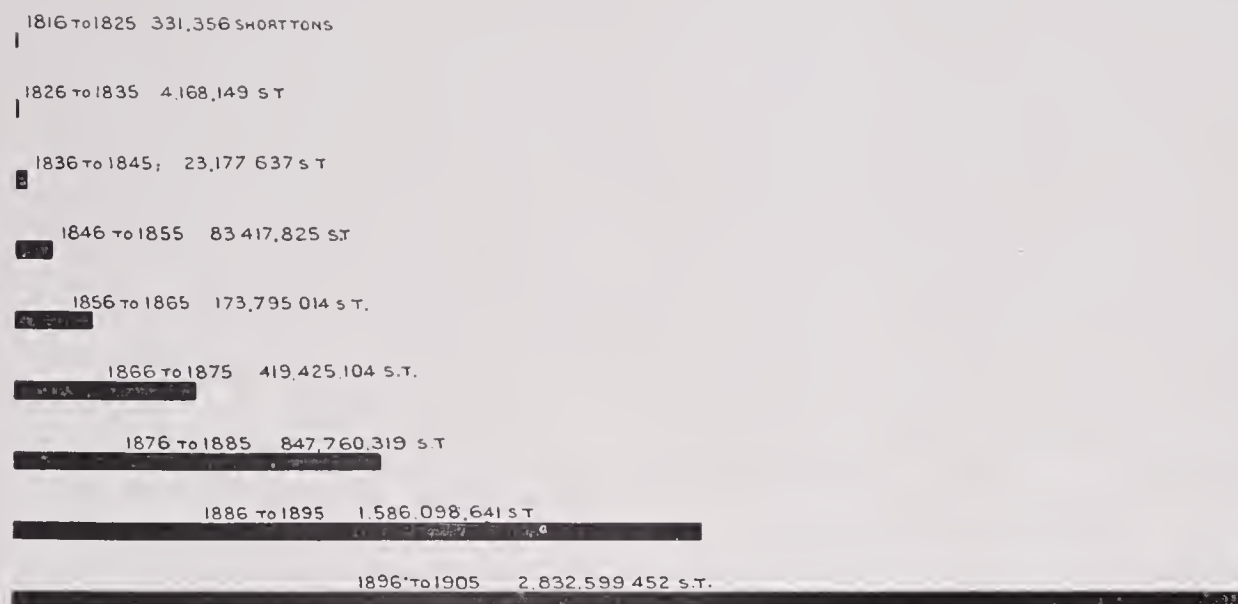 1816 TO 1825 331,356 SHORT TONS
1826 TO 1835 4,168,149 S T
1836 TO 1845; 23,177 637 S T
1846 TO 1855 83 417,825 S.T
1856 TO 1865 173,795 014 S T.
1866 TO 1875 419,425,104 S.T.
1876 TO 1885 847,760,319 S.T
1886 TO 1895 1.586.098,641 S T
1896 TO 1905 2,832,599 452 S.T.